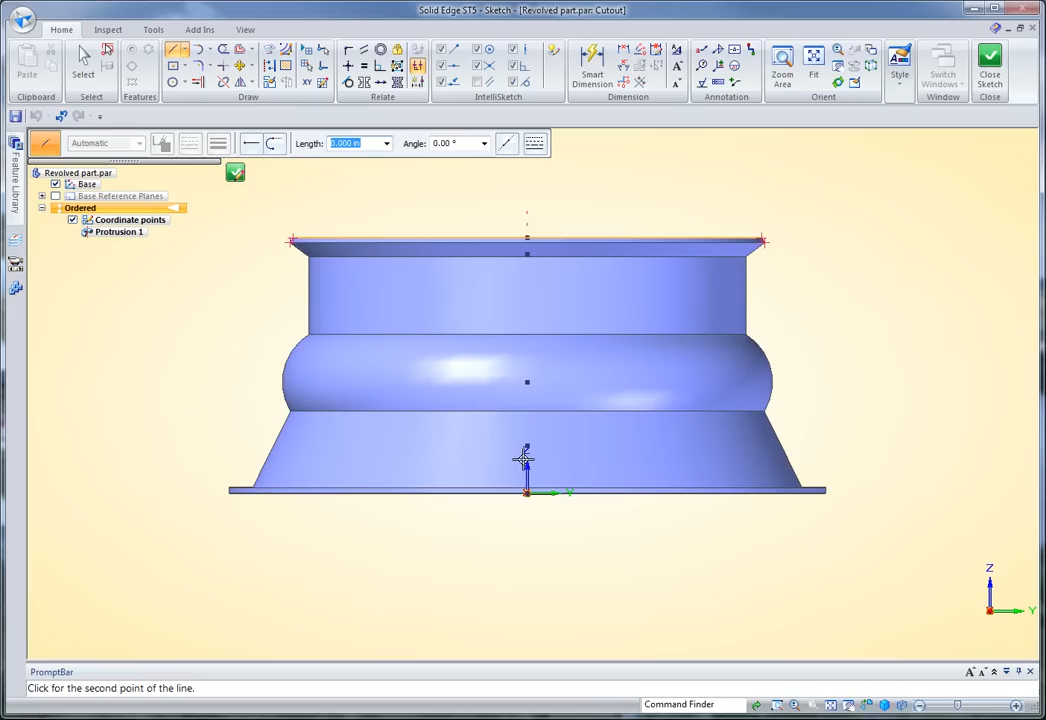 Solid Edge ST5 - Sketch - [Revolved part.par: Cutout]
Home Inspect Tools Add Ins View
Paste Select Smart Dimension Zoom Area Fit Style Switch Windows Close Sketch
Clipboard Select Features Draw Relate IntelliSketch Dimension Annotation Orient Window Close
Automatic Length: 0.000 in Angle: 0.00 °
Feature Library
Revolved part.par
Base
Base Reference Planes
Ordered
Coordinate points
Protrusion 1
Y
Z
Y
PromptBar
Click for the second point of the line.
Command Finder